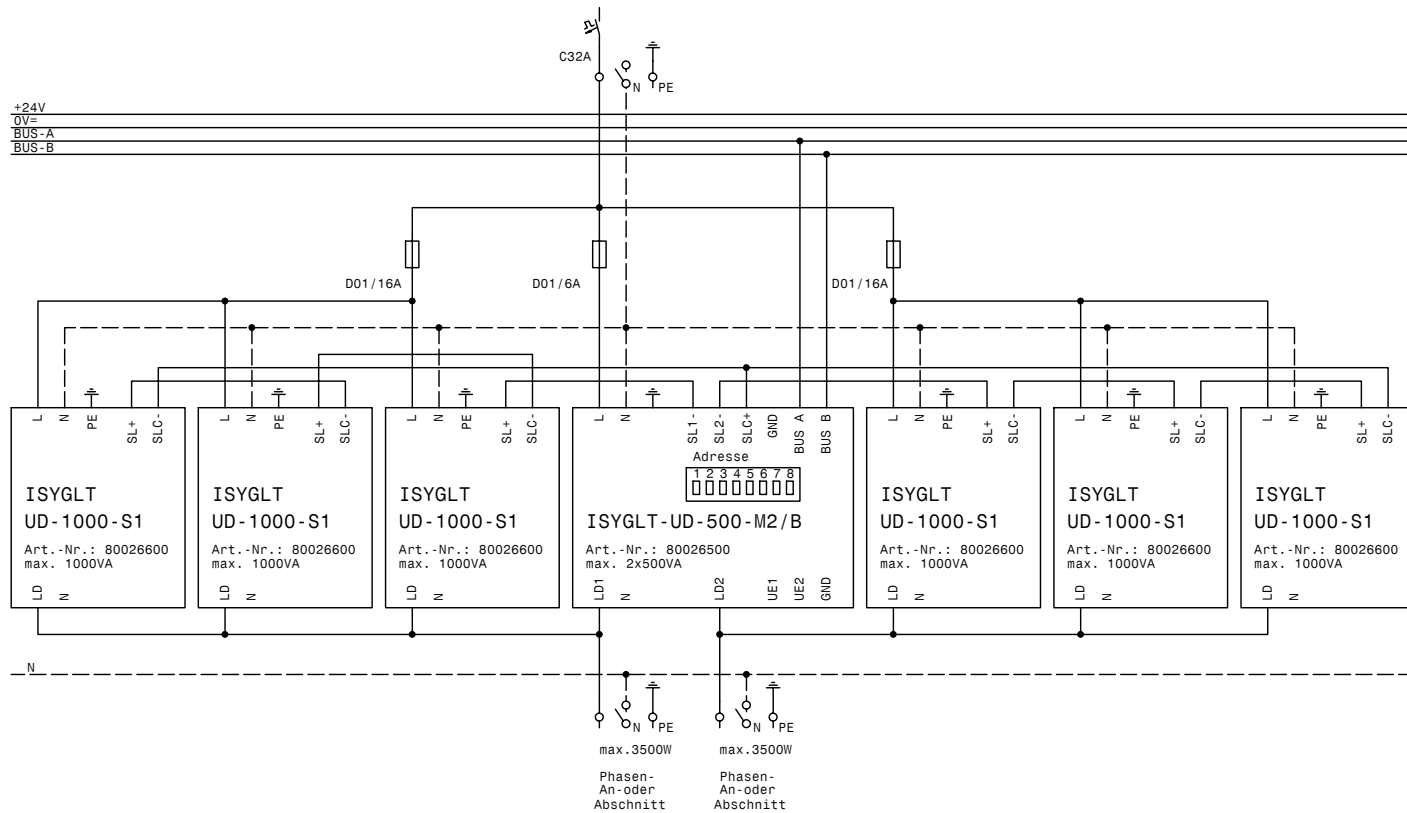 C32A
N
PE
+24V
0V=
BUS-A
BUS-B
D01/16A
D01/6A
D01/16A
L N PE SL+ SLC-
L N PE SL+ SLC-
L N PE SL+ SLC-
L N SL1- SL2- SLC+ GND BUS A BUS B
L N PE SL+ SLC-
L N PE SL+ SLC-
L N PE SL+ SLC-
Adresse
1 2 3 4 5 6 7 8
ISYGLT
UD-1000-S1
Art.-Nr.: 80026600
max. 1000VA
LD N
ISYGLT
UD-1000-S1
Art.-Nr.: 80026600
max. 1000VA
LD N
ISYGLT
UD-1000-S1
Art.-Nr.: 80026600
max. 1000VA
LD N
ISYGLT-UD-500-M2/B
Art.-Nr.: 80026500
max. 2x500VA
LD1 N LD2 UE1 UE2 GND
ISYGLT
UD-1000-S1
Art.-Nr.: 80026600
max. 1000VA
LD N
ISYGLT
UD-1000-S1
Art.-Nr.: 80026600
max. 1000VA
LD N
ISYGLT
UD-1000-S1
Art.-Nr.: 80026600
max. 1000VA
LD N
N
N PE
max.3500W
Phasen-
An-oder
Abschnitt
N PE
max.3500W
Phasen-
An-oder
Abschnitt